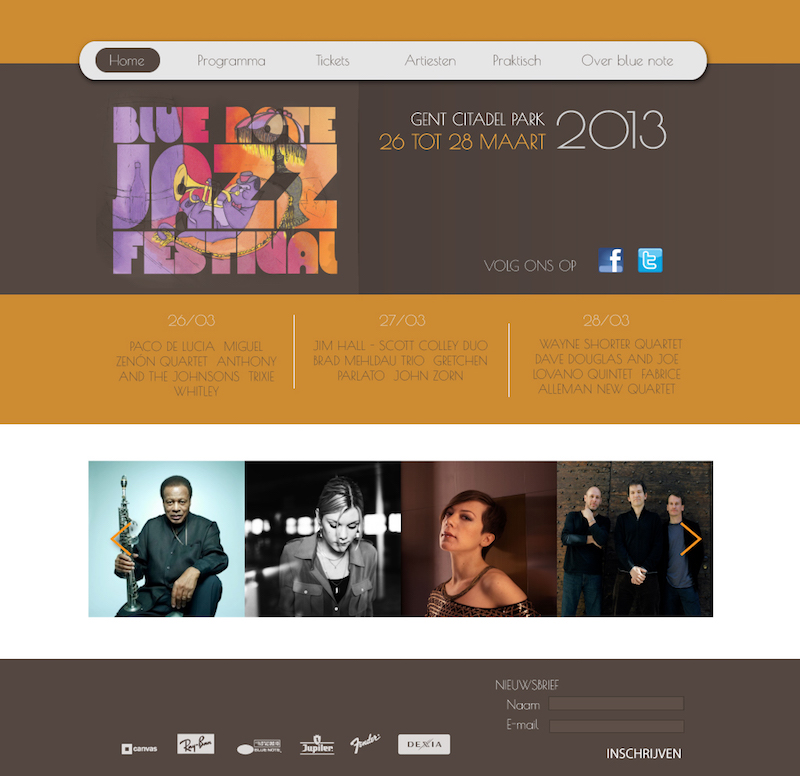 Home
Programma
Tickets
Artiesten
Praktisch
Over blue note
BLUE NOTE
JAZZ
FESTIVAL
GENT CITADEL PARK
26 TOT 28 MAART
2013
VOLG ONS OP
26/03
PACO DE LUCIA MIGUEL
ZENÓN QUARTET ANTHONY
AND THE JOHNSONS TRIXIE
WHITLEY
27/03
JIM HALL - SCOTT COLLEY DUO
BRAD MEHLDAU TRIO GRETCHEN
PARLATO JOHN ZORN
28/03
WAYNE SHORTER QUARTET
DAVE DOUGLAS AND JOE
LOVANO QUINTET FABRICE
ALLEMAN NEW QUARTET
NIEUWSBRIEF
Naam
E-mail
INSCHRIJVEN
canvas
Ray-Ban
BLUE NOTE
Jupiler
Fender
DEXIA